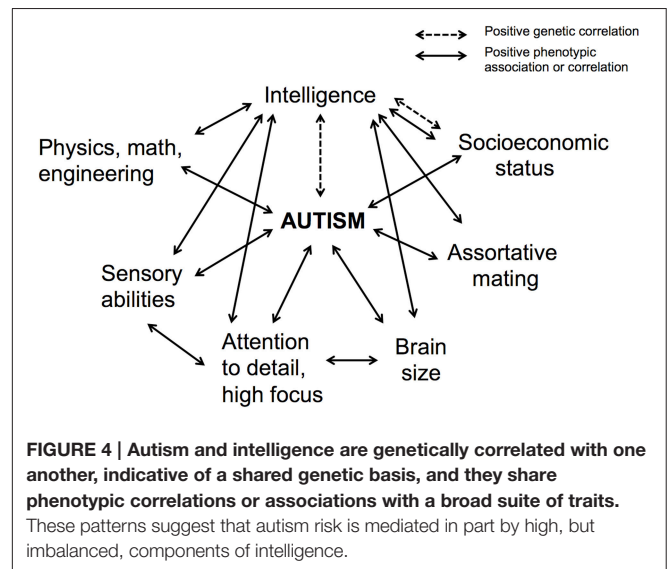 Positive genetic correlation
Positive phenotypic
association or correlation
Intelligence
Physics, math,
engineering
Socioeconomic
status
AUTISM
Sensory
abilities
Assortative
mating
Attention
to detail,
high focus
Brain
size
FIGURE 4 | Autism and intelligence are genetically correlated with one
another, indicative of a shared genetic basis, and they share
phenotypic correlations or associations with a broad suite of traits.
These patterns suggest that autism risk is mediated in part by high, but
imbalanced, components of intelligence.